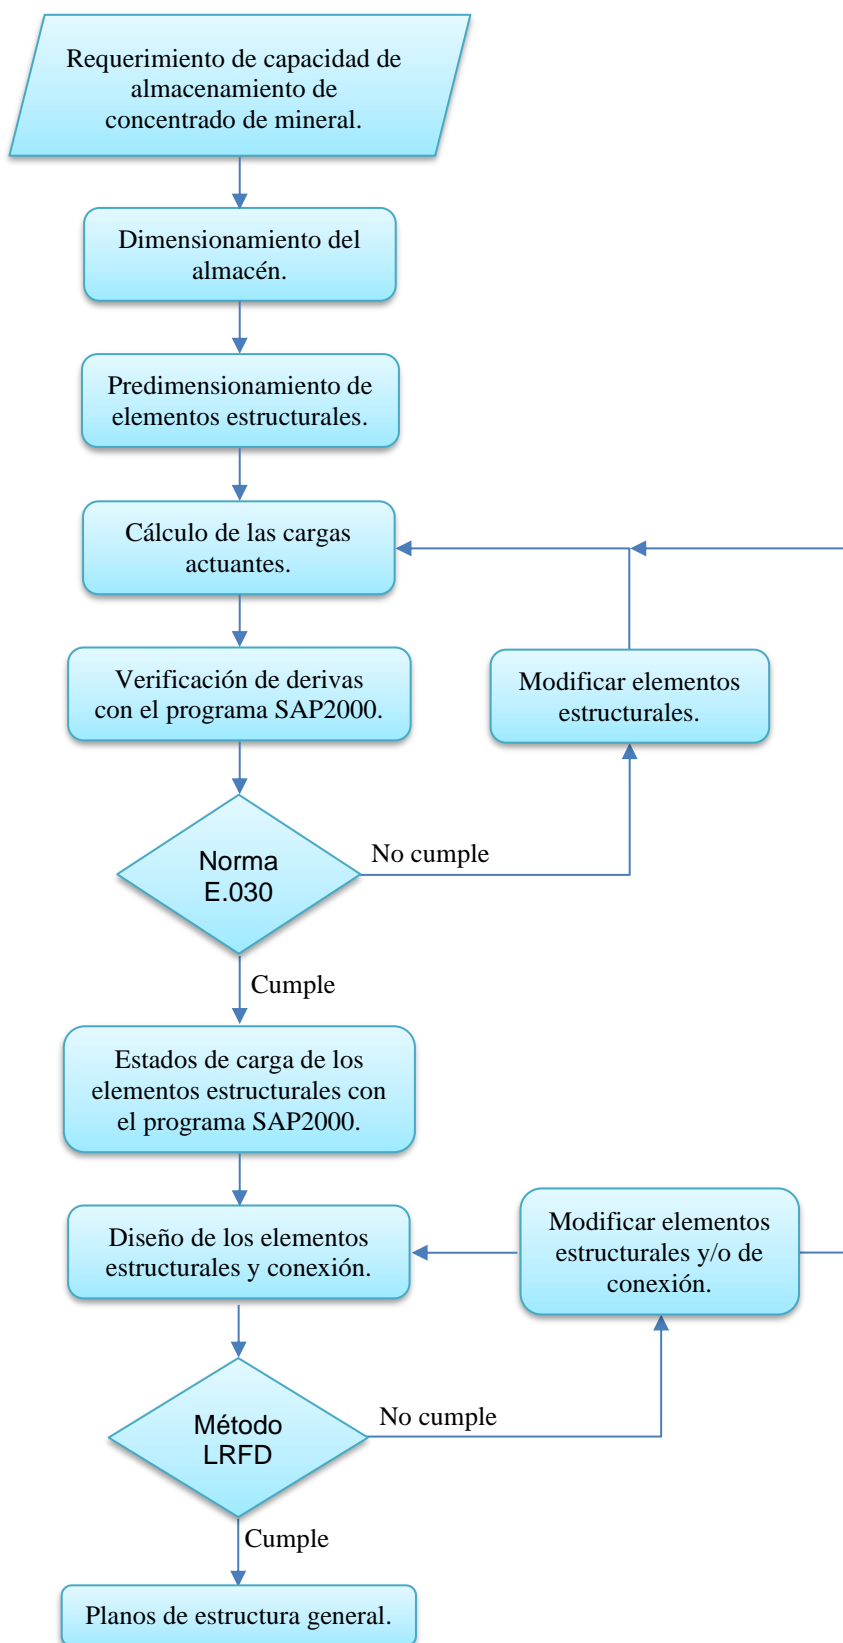 Requerimiento de capacidad de
almacenamiento de
concentrado de mineral.
Dimensionamiento del
almacén.
Predimensionamiento de
elementos estructurales.
Cálculo de las cargas
actuantes.
Verificación de derivas
con el programa SAP2000.
Modificar elementos
estructurales.
Norma
E.030
No cumple
Cumple
Estados de carga de los
elementos estructurales con
el programa SAP2000.
Diseño de los elementos
estructurales y conexión.
Modificar elementos
estructurales y/o de
conexión.
Método
LRFD
No cumple
Cumple
Planos de estructura general.